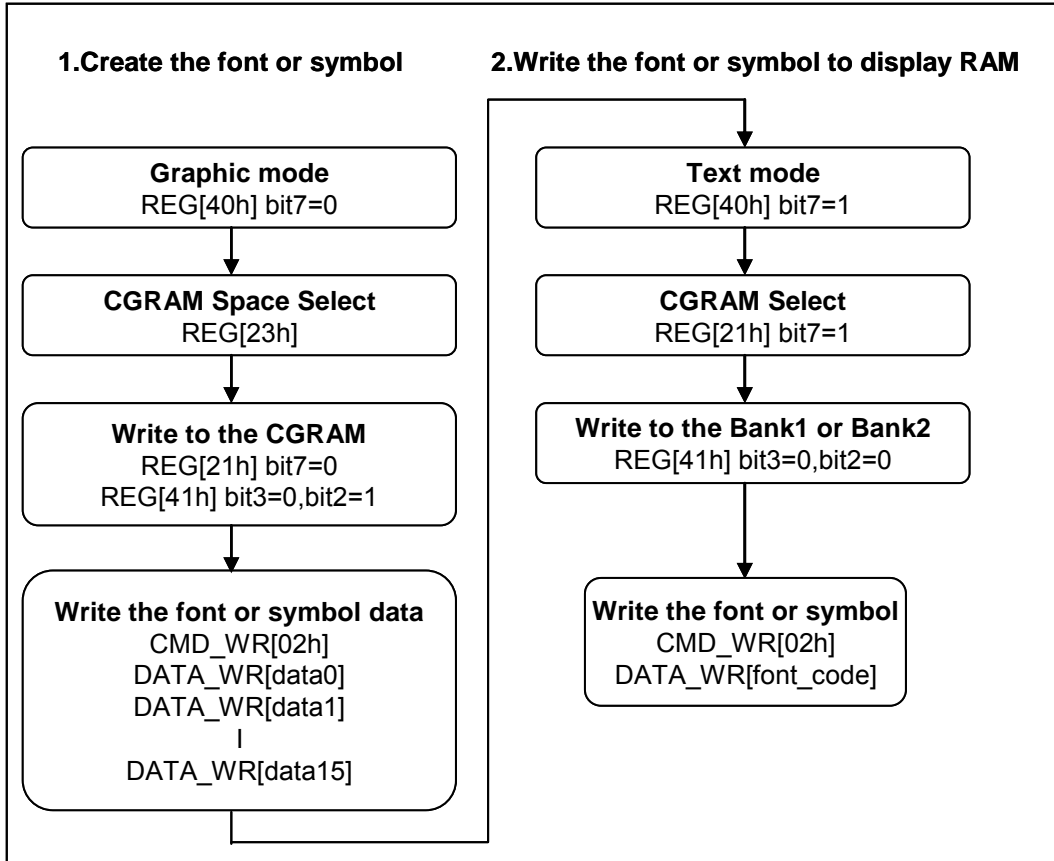 1.Create the font or symbol
Graphic mode
REG[40h] bit7=0
CGRAM Space Select
REG[23h]
Write to the CGRAM
REG[21h] bit7=0
REG[41h] bit3=0,bit2=1
Write the font or symbol data
CMD_WR[02h]
DATA_WR[data0]
DATA_WR[data1]
l
DATA_WR[data15]
2.Write the font or symbol to display RAM
Text mode
REG[40h] bit7=1
CGRAM Select
REG[21h] bit7=1
Write to the Bank1 or Bank2
REG[41h] bit3=0,bit2=0
Write the font or symbol
CMD_WR[02h]
DATA_WR[font_code]